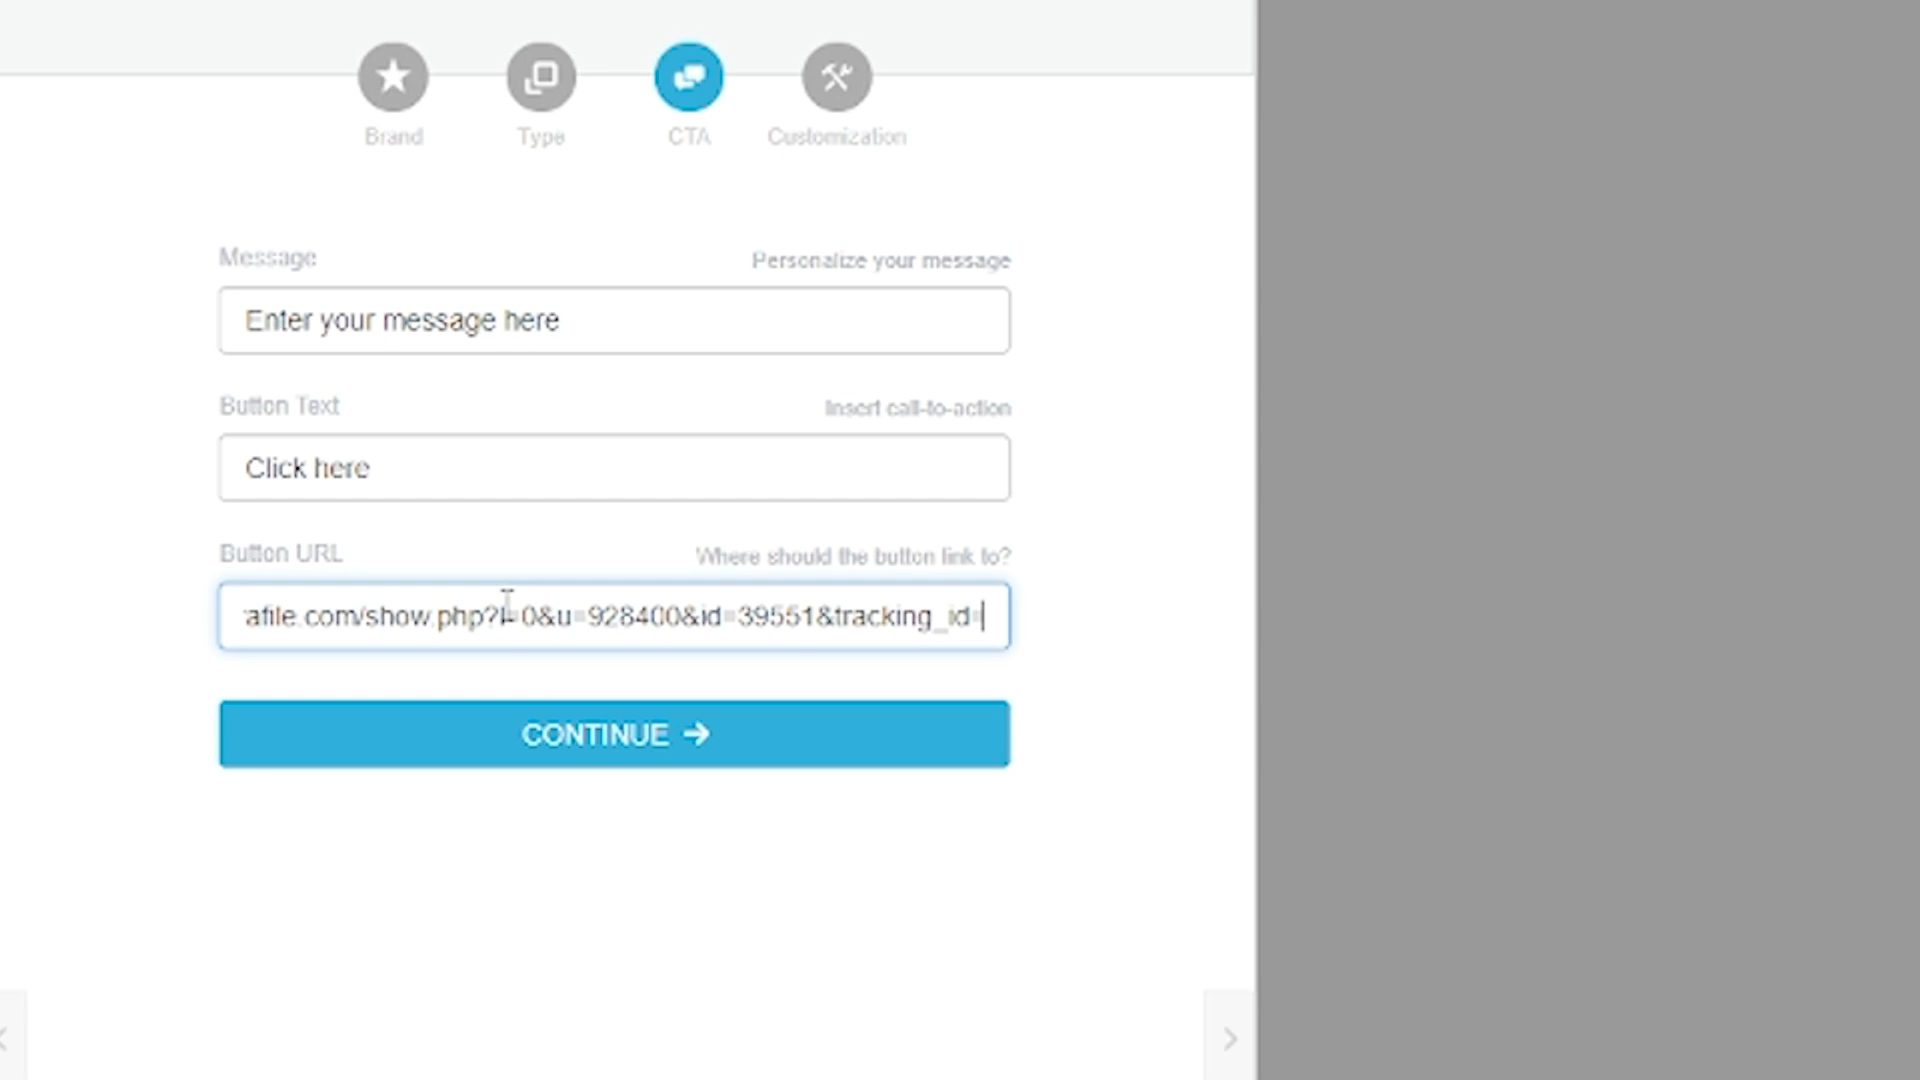 Brand
Type
CTA
Customization
Message
Personalize your message
Enter your message here
Button Text
Insert call-to-action
Click here
Button URL
Where should the button link to?
afile.com/show.php?l=0&u=928400&id=39551&tracking_id=
CONTINUE